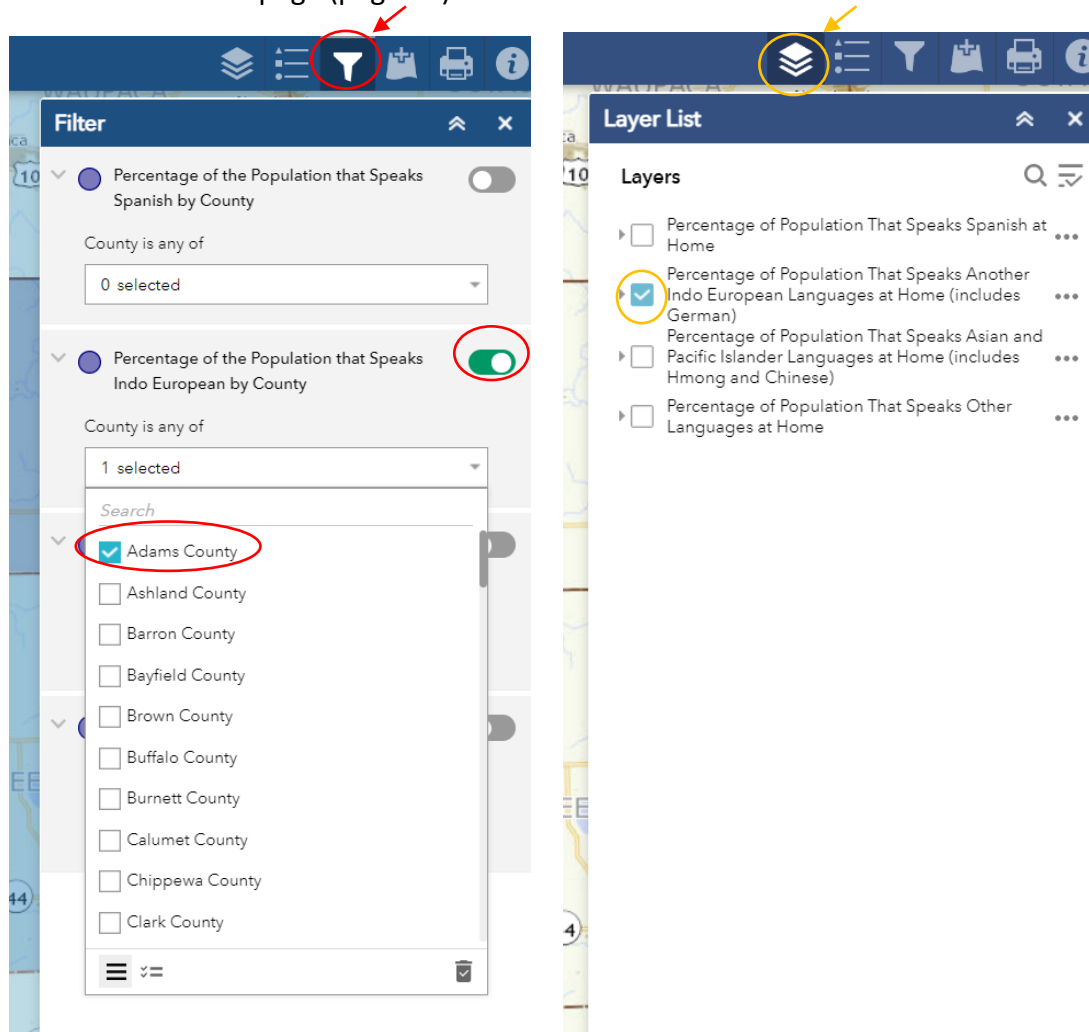 Filter
Percentage of the Population that Speaks
Spanish by County
County is any of
0 selected
Percentage of the Population that Speaks
Indo European by County
County is any of
1 selected
Search
Adams County
Ashland County
Barron County
Bayfield County
Brown County
Buffalo County
Burnett County
Calumet County
Chippewa County
Clark County
10
44
Layer List
Layers
Percentage of Population That Speaks Spanish at
Home
Percentage of Population That Speaks Another
Indo European Languages at Home (includes
German)
Percentage of Population That Speaks Asian and
Pacific Islander Languages at Home (includes
Hmong and Chinese)
Percentage of Population That Speaks Other
Languages at Home
10
4